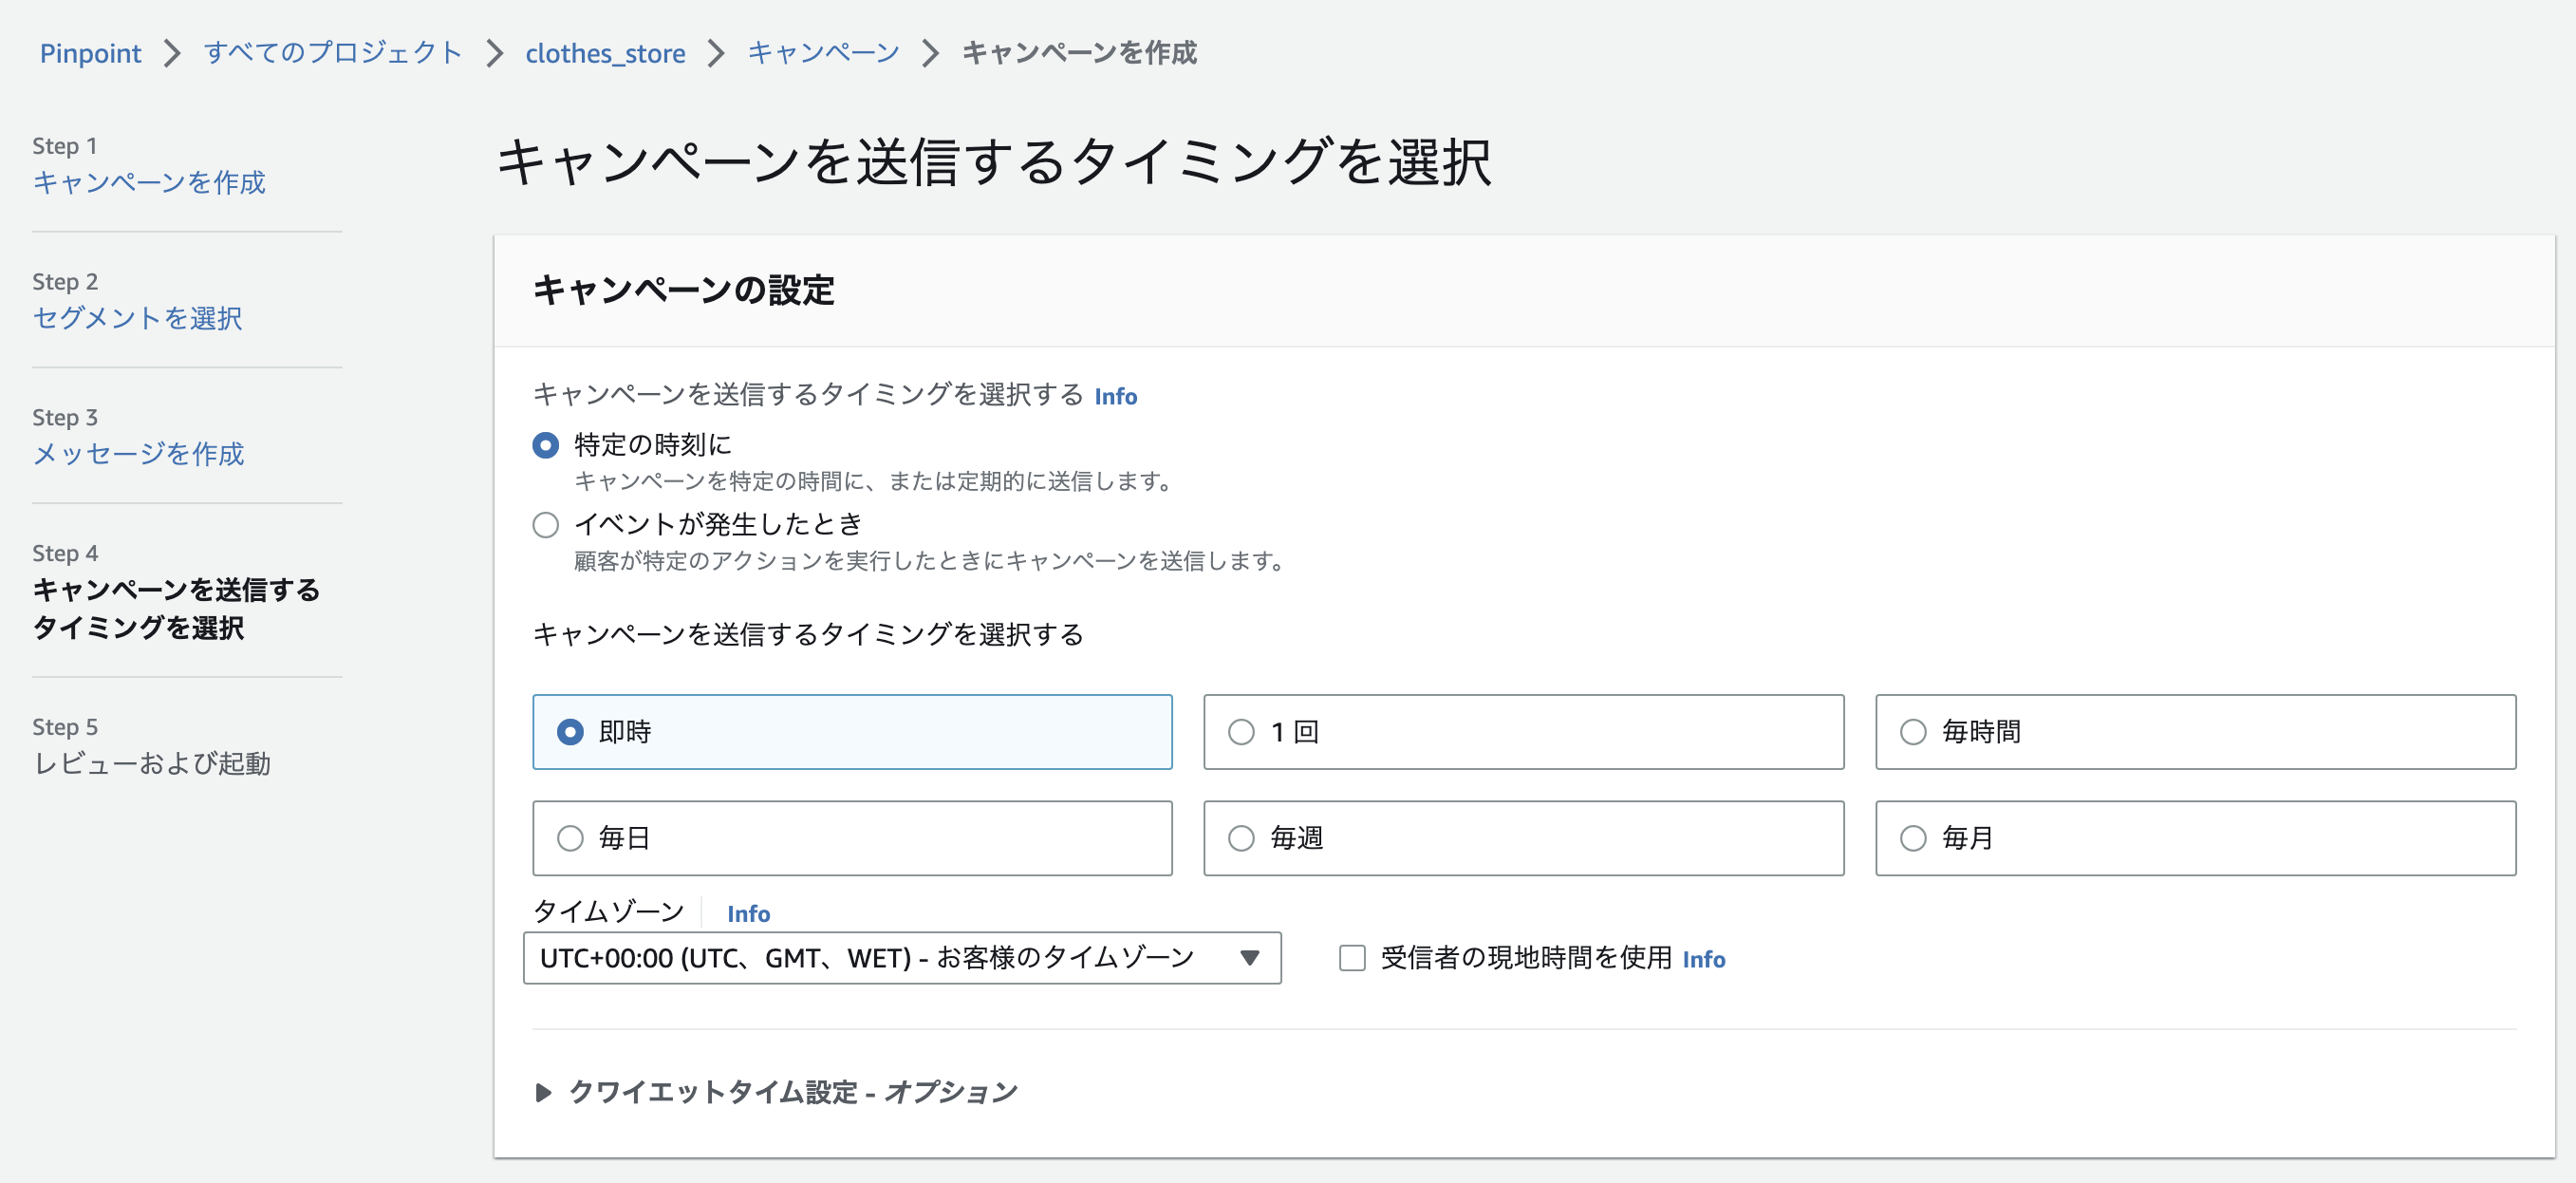 Pinpoint > すべてのプロジェクト > clothes_store > キャンペーン > キャンペーンを作成
Step 1
キャンペーンを作成
Step 2
セグメントを選択
Step 3
メッセージを作成
Step 4
キャンペーンを送信する
タイミングを選択
Step 5
レビューおよび起動
キャンペーンを送信するタイミングを選択
キャンペーンの設定
キャンペーンを送信するタイミングを選択する Info
特定の時刻に
キャンペーンを特定の時間に、または定期的に送信します。
イベントが発生したとき
顧客が特定のアクションを実行したときにキャンペーンを送信します。
キャンペーンを送信するタイミングを選択する
即時 1 回 毎時間
毎日 毎週 毎月
タイムゾーン Info
UTC+00:00 (UTC、GMT、WET) - お客様のタイムゾーン 受信者の現地時間を使用 Info
クワイエットタイム設定 - オプション